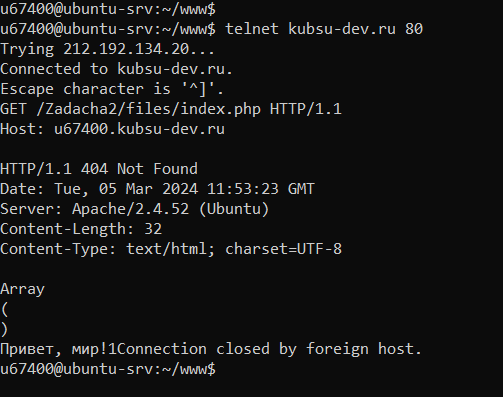 u67400@ubuntu-srv:~/www$
u67400@ubuntu-srv:~/www$ telnet kubsu-dev.ru 80
Trying 212.192.134.20...
Connected to kubsu-dev.ru.
Escape character is '^]'.
GET /Zadacha2/files/index.php HTTP/1.1
Host: u67400.kubsu-dev.ru

HTTP/1.1 404 Not Found
Date: Tue, 05 Mar 2024 11:53:23 GMT
Server: Apache/2.4.52 (Ubuntu)
Content-Length: 32
Content-Type: text/html; charset=UTF-8

Array
(
)
Привет, мир!1Connection closed by foreign host.
u67400@ubuntu-srv:~/www$